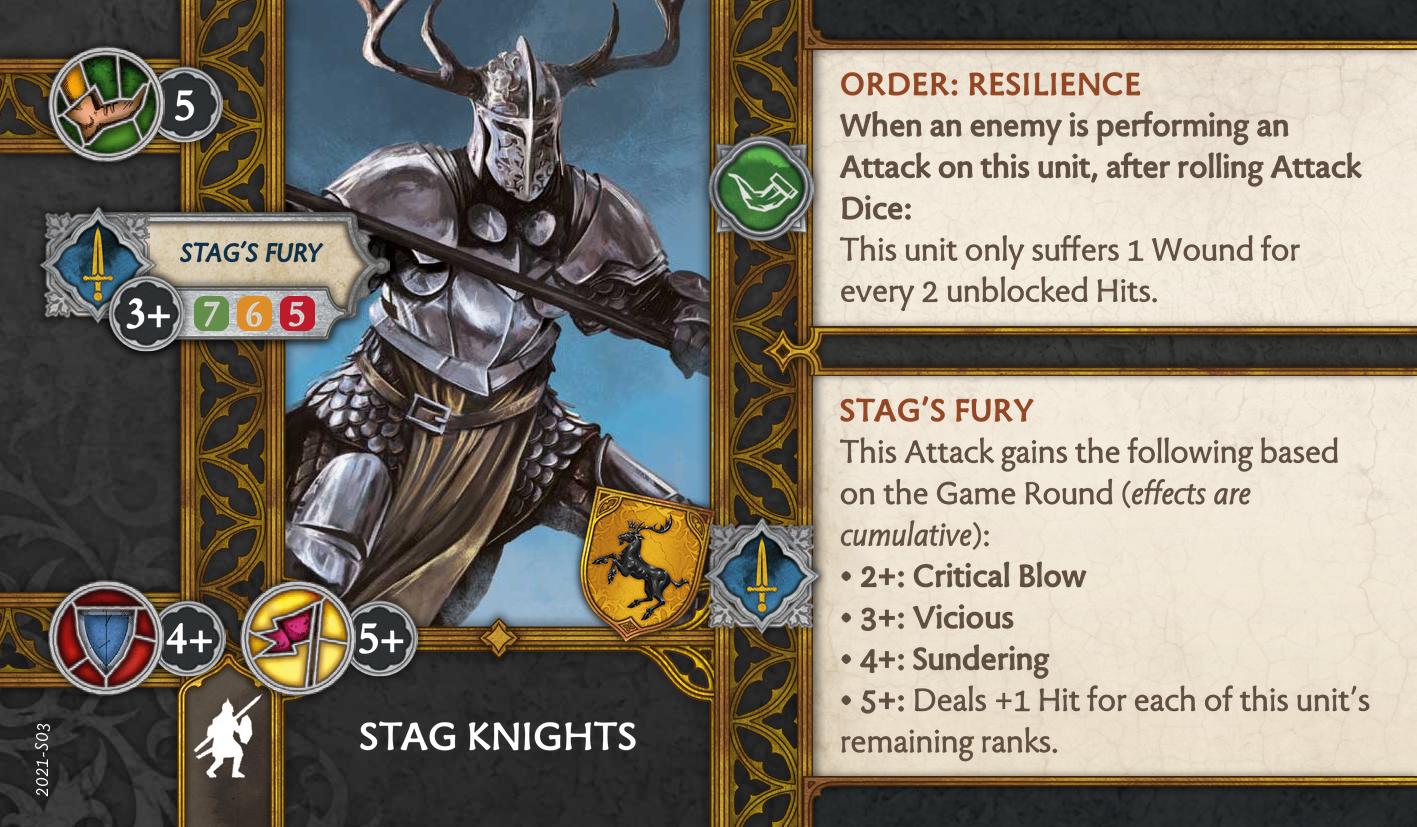 5
STAG'S FURY
3+ 7 6 5
4+ 5+
STAG KNIGHTS
2021-S03
ORDER: RESILIENCE
When an enemy is performing an
Attack on this unit, after rolling Attack
Dice:
This unit only suffers 1 Wound for
every 2 unblocked Hits.
STAG'S FURY
This Attack gains the following based
on the Game Round (effects are
cumulative):
• 2+: Critical Blow
• 3+: Vicious
• 4+: Sundering
• 5+: Deals +1 Hit for each of this unit's
remaining ranks.